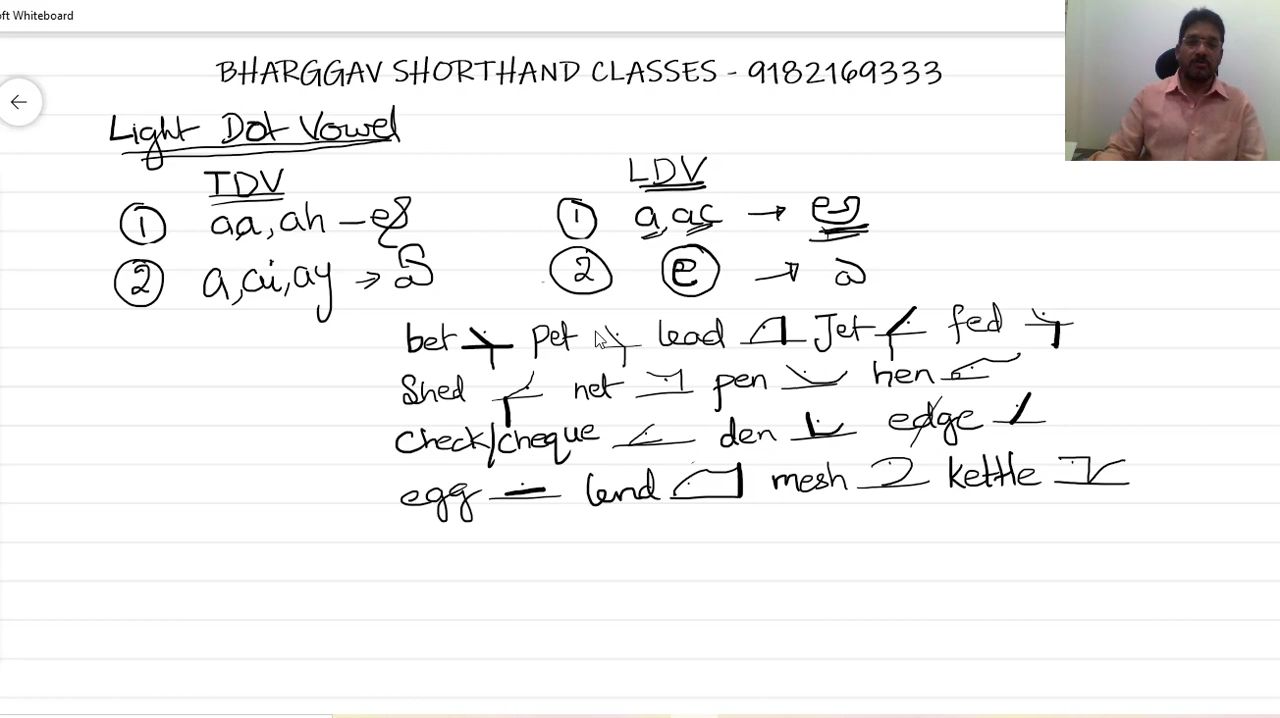 oft Whiteboard
BHARGGAV SHORTHAND CLASSES - 9182169333
Light Dot Vowel
TDV LDV
① aa, ah – ① a, ac →
② a, ai, ay → ② e →
bet pet lead Jet fed
Shed net pen hen
Check/cheque den edge
egg lend mesh kettle